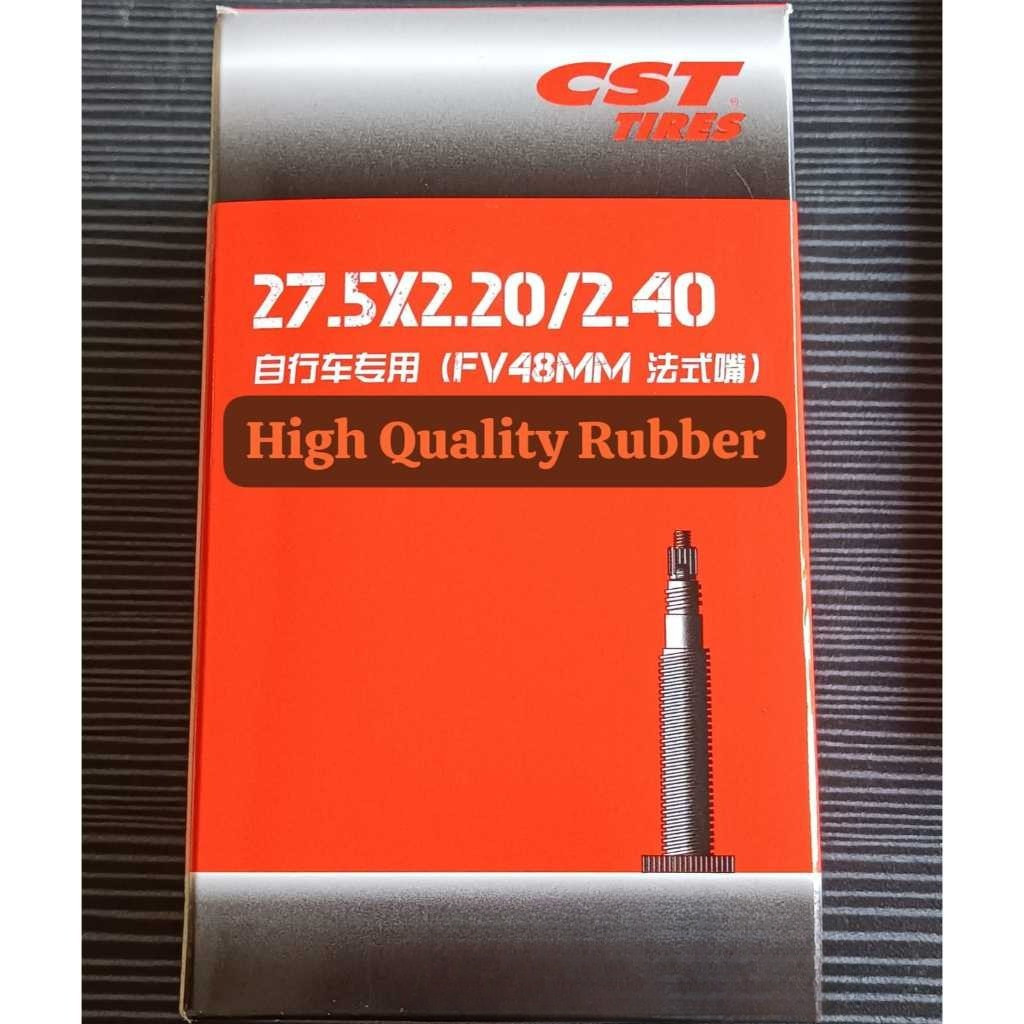 CST
TIRES
27.5X2.20/2.40
自行车专用 (FV48MM 法式嘴)
High Quality Rubber